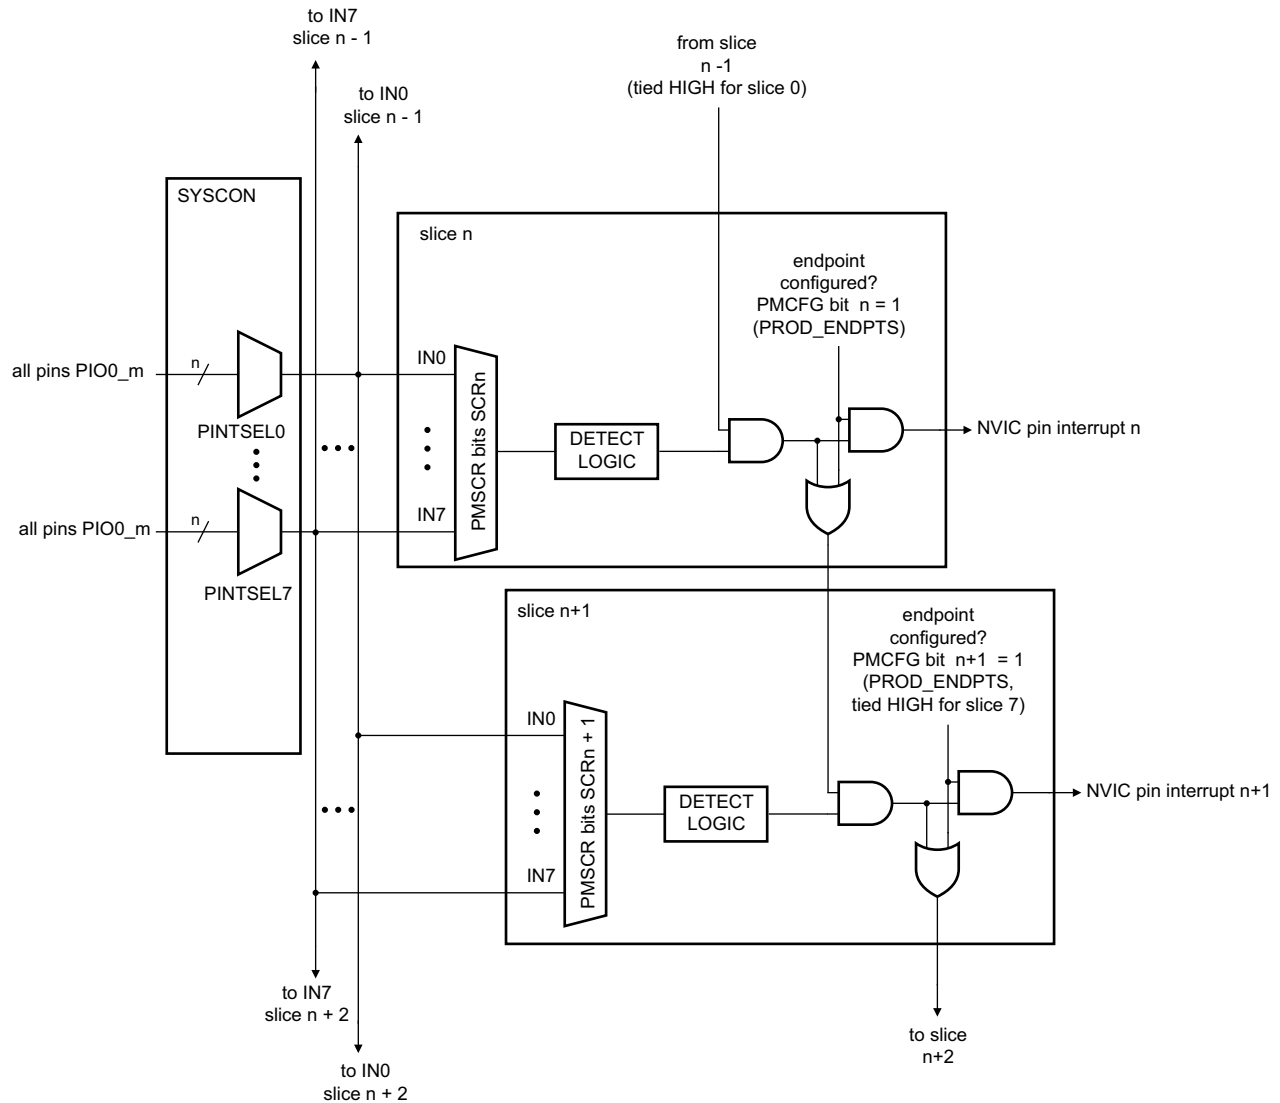 to IN7
slice n - 1
from slice
n -1
(tied HIGH for slice 0)
to IN0
slice n - 1
SYSCON
slice n
endpoint
configured?
PMCFG bit  n = 1
(PROD_ENDPTS)
all pins PIO0_m
n
IN0
PINTSEL0
PMSCR bits SCRn
DETECT
LOGIC
NVIC pin interrupt n
all pins PIO0_m
n
IN7
PINTSEL7
slice n+1
endpoint
configured?
PMCFG bit  n+1  = 1
(PROD_ENDPTS,
tied HIGH for slice 7)
IN0
PMSCR bits SCRn + 1
DETECT
LOGIC
NVIC pin interrupt n+1
IN7
to IN7
slice n + 2
to slice
n+2
to IN0
slice n + 2